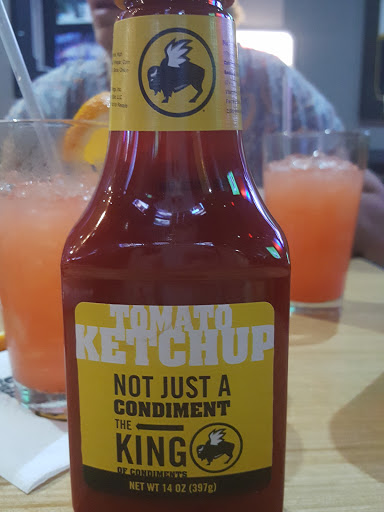 TOMATO
KETCHUP
NOT JUST A
CONDIMENT
THE
KING
OF CONDIMENTS
NET WT 14 OZ (397g)